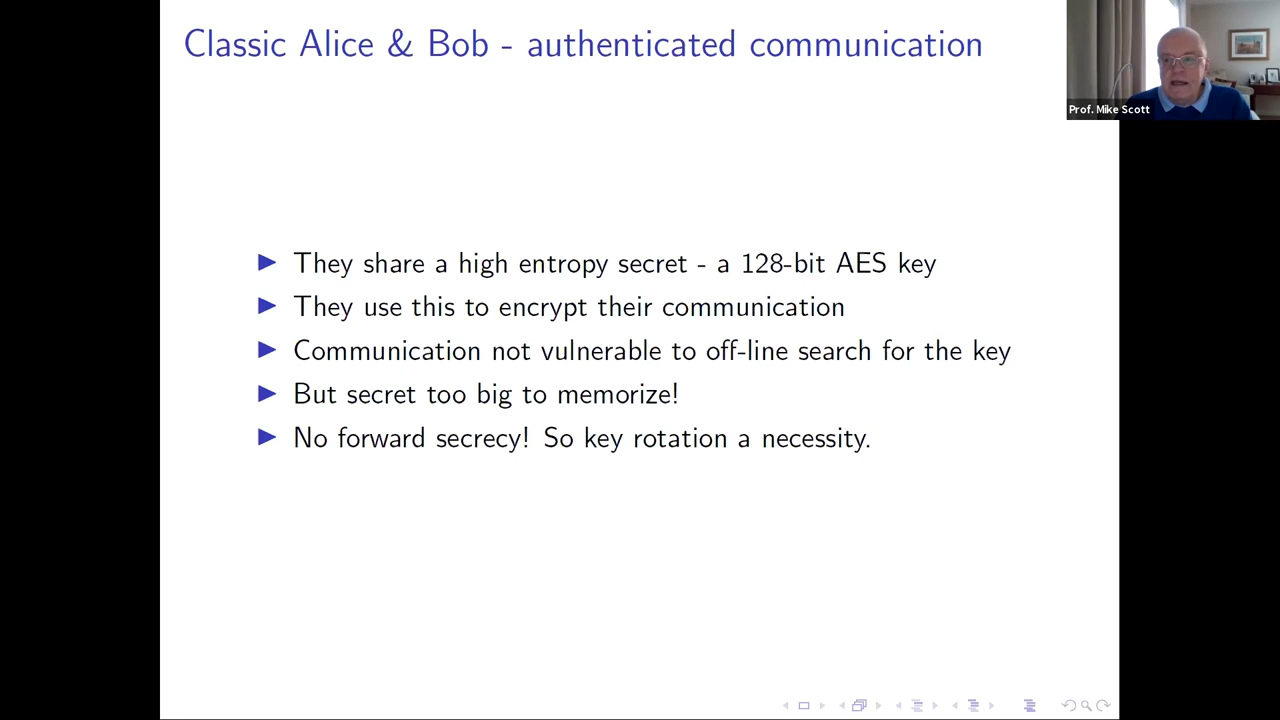 Classic Alice & Bob - authenticated communication
Prof. Mike Scott
They share a high entropy secret - a 128-bit AES key
They use this to encrypt their communication
Communication not vulnerable to off-line search for the key
But secret too big to memorize!
No forward secrecy! So key rotation a necessity.